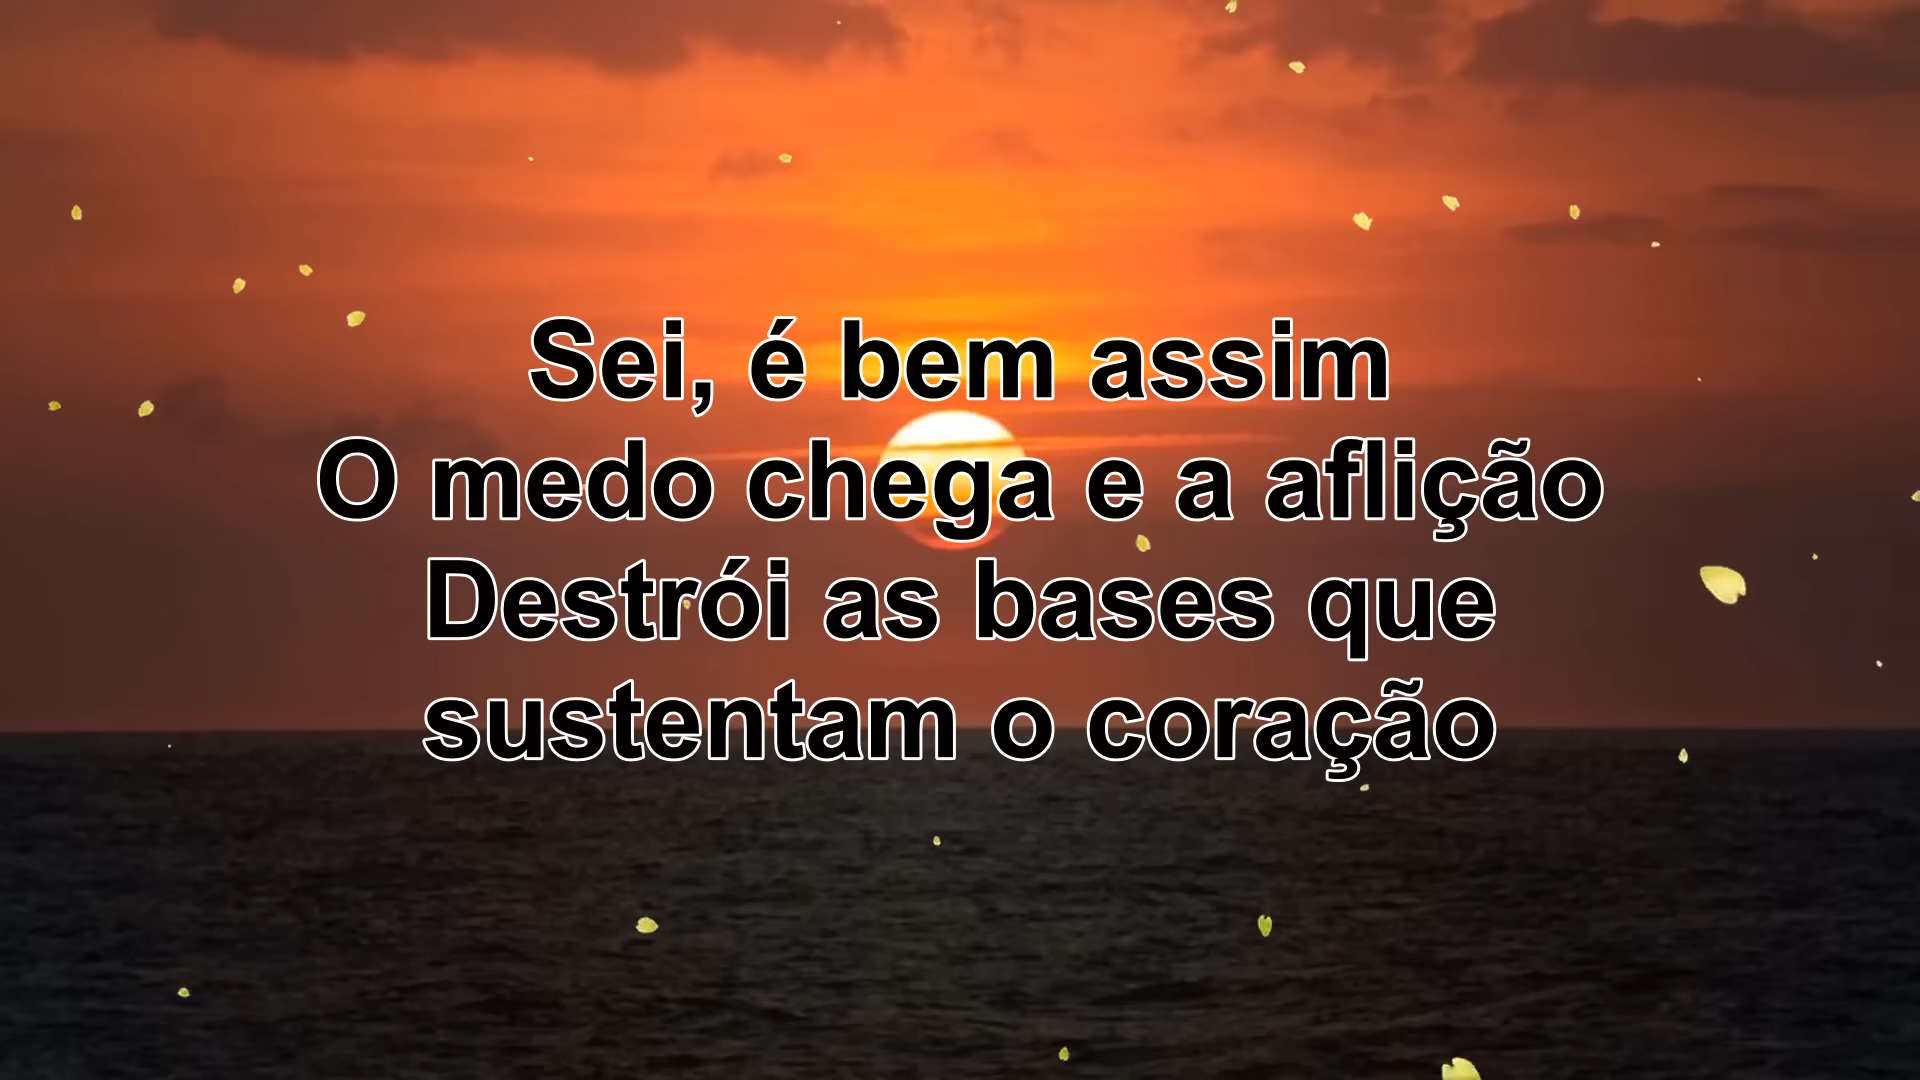 Sei, é bem assim
O medo chega e a aflição
Destrói as bases que
sustentam o coração